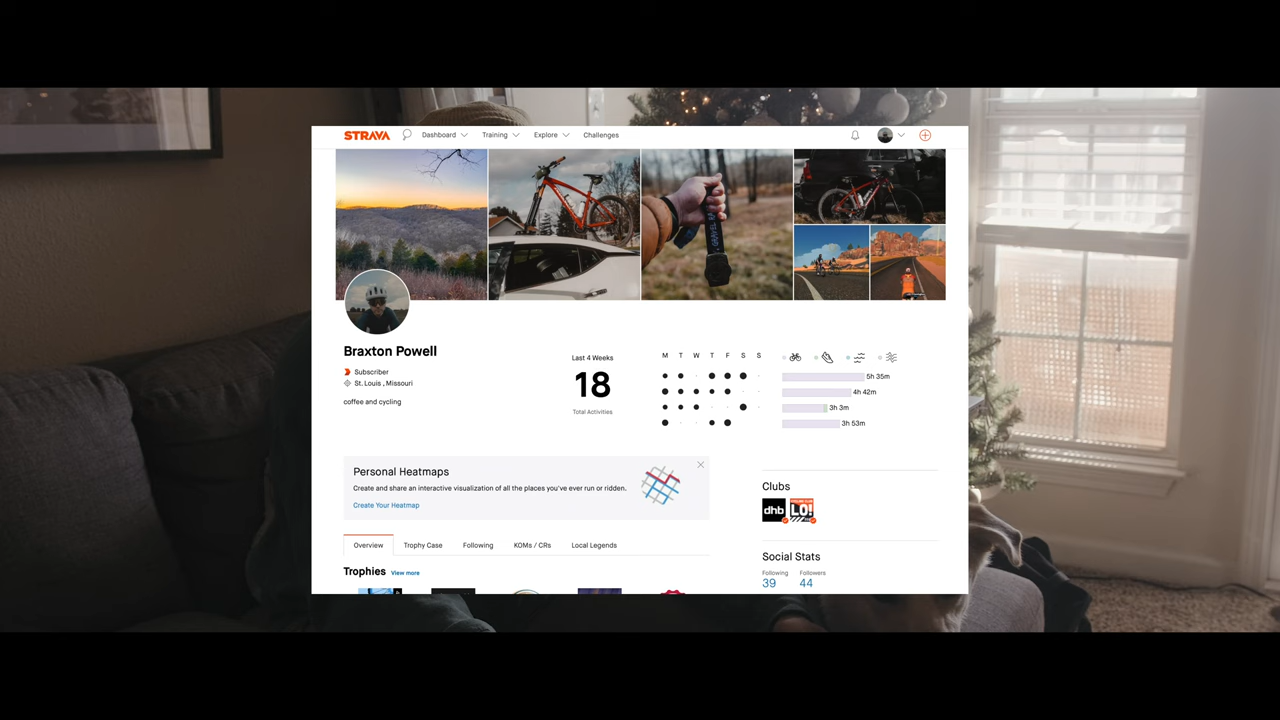 STRAVA Dashboard Training Explore Challenges
Braxton Powell
Subscriber
St. Louis , Missouri
coffee and cycling
Last 4 Weeks
18
Total Activities
M T W T F S S
5h 35m
4h 42m
3h 3m
3h 53m
Personal Heatmaps
Create and share an interactive visualization of all the places you've ever run or ridden.
Create Your Heatmap
Clubs
dhb
LO!
Overview Trophy Case Following KOMs / CRs Local Legends
Social Stats
Following Followers
39 44
Trophies View more